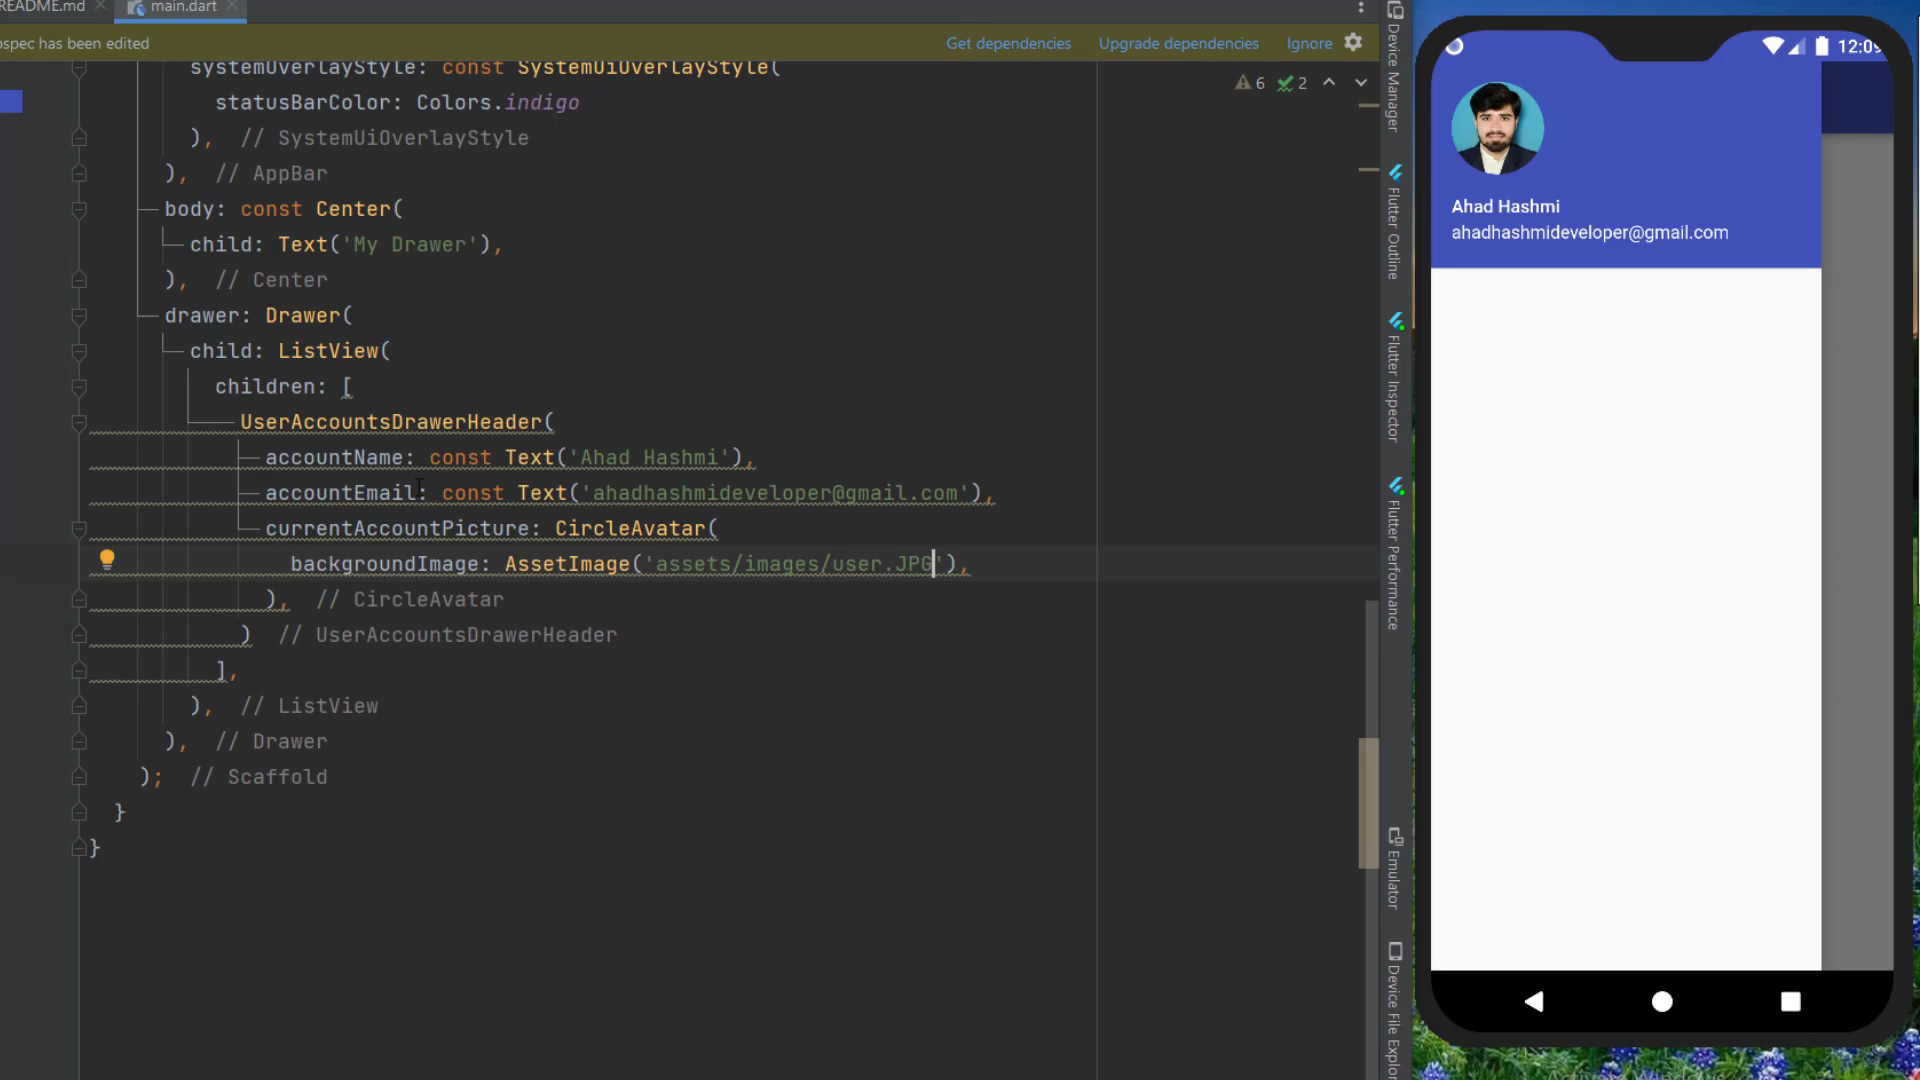 README.md
main.dart
ospec has been edited
Get dependencies
Upgrade dependencies
Ignore
6
2
systemOverlayStyle: const SystemUiOverlayStyle(
statusBarColor: Colors.indigo
),  // SystemUiOverlayStyle
),  // AppBar
body: const Center(
child: Text('My Drawer'),
),  // Center
drawer: Drawer(
child: ListView(
children: [
UserAccountsDrawerHeader(
accountName: const Text('Ahad Hashmi'),
accountEmail: const Text('ahadhashmideveloper@gmail.com'),
currentAccountPicture: CircleAvatar(
backgroundImage: AssetImage('assets/images/user.JPG'),
),  // CircleAvatar
)  // UserAccountsDrawerHeader
],
),  // ListView
),  // Drawer
);  // Scaffold
}
}
Device Manager
Flutter Outline
Flutter Inspector
Flutter Performance
Emulator
Device File Explor
12:09
Ahad Hashmi
ahadhashmideveloper@gmail.com